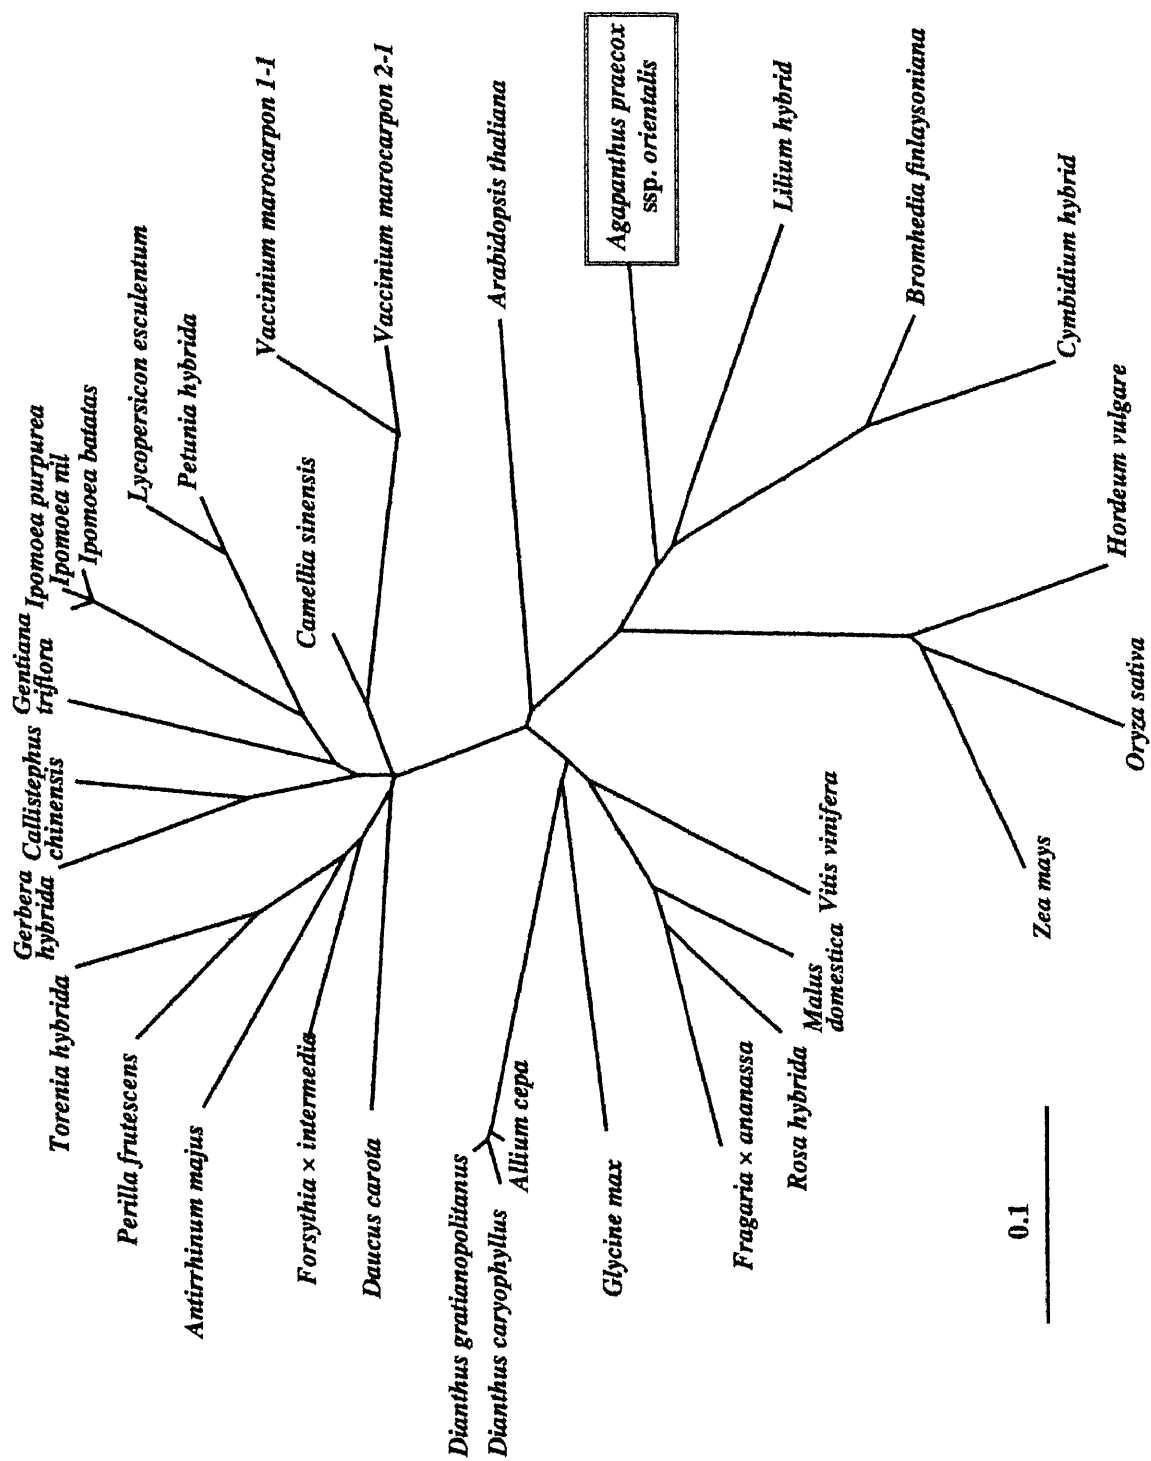 Gerbera
hybrida
Callistephus
chinensis
Gentiana
triflora
Ipomoea purpurea
Ipomoea nil
Ipomoea batatas
Lycopersicon esculentum
Petunia hybrida
Vaccinium marocarpon 1-1
Vaccinium marocarpon 2-1
Camellia sinensis
Arabidopsis thaliana
Agapanthus praecox
ssp. orientalis
Lilium hybrid
Bromhedia finlaysoniana
Cymbidium hybrid
Hordeum vulgare
Oryza sativa
Zea mays
Vitis vinifera
Malus
domestica
Rosa hybrida
Fragaria × ananassa
Glycine max
Allium cepa
Dianthus caryophyllus
Dianthus gratianopolitanus
Daucus carota
Forsythia × intermedia
Antirrhinum majus
Perilla frutescens
Torenia hybrida
0.1